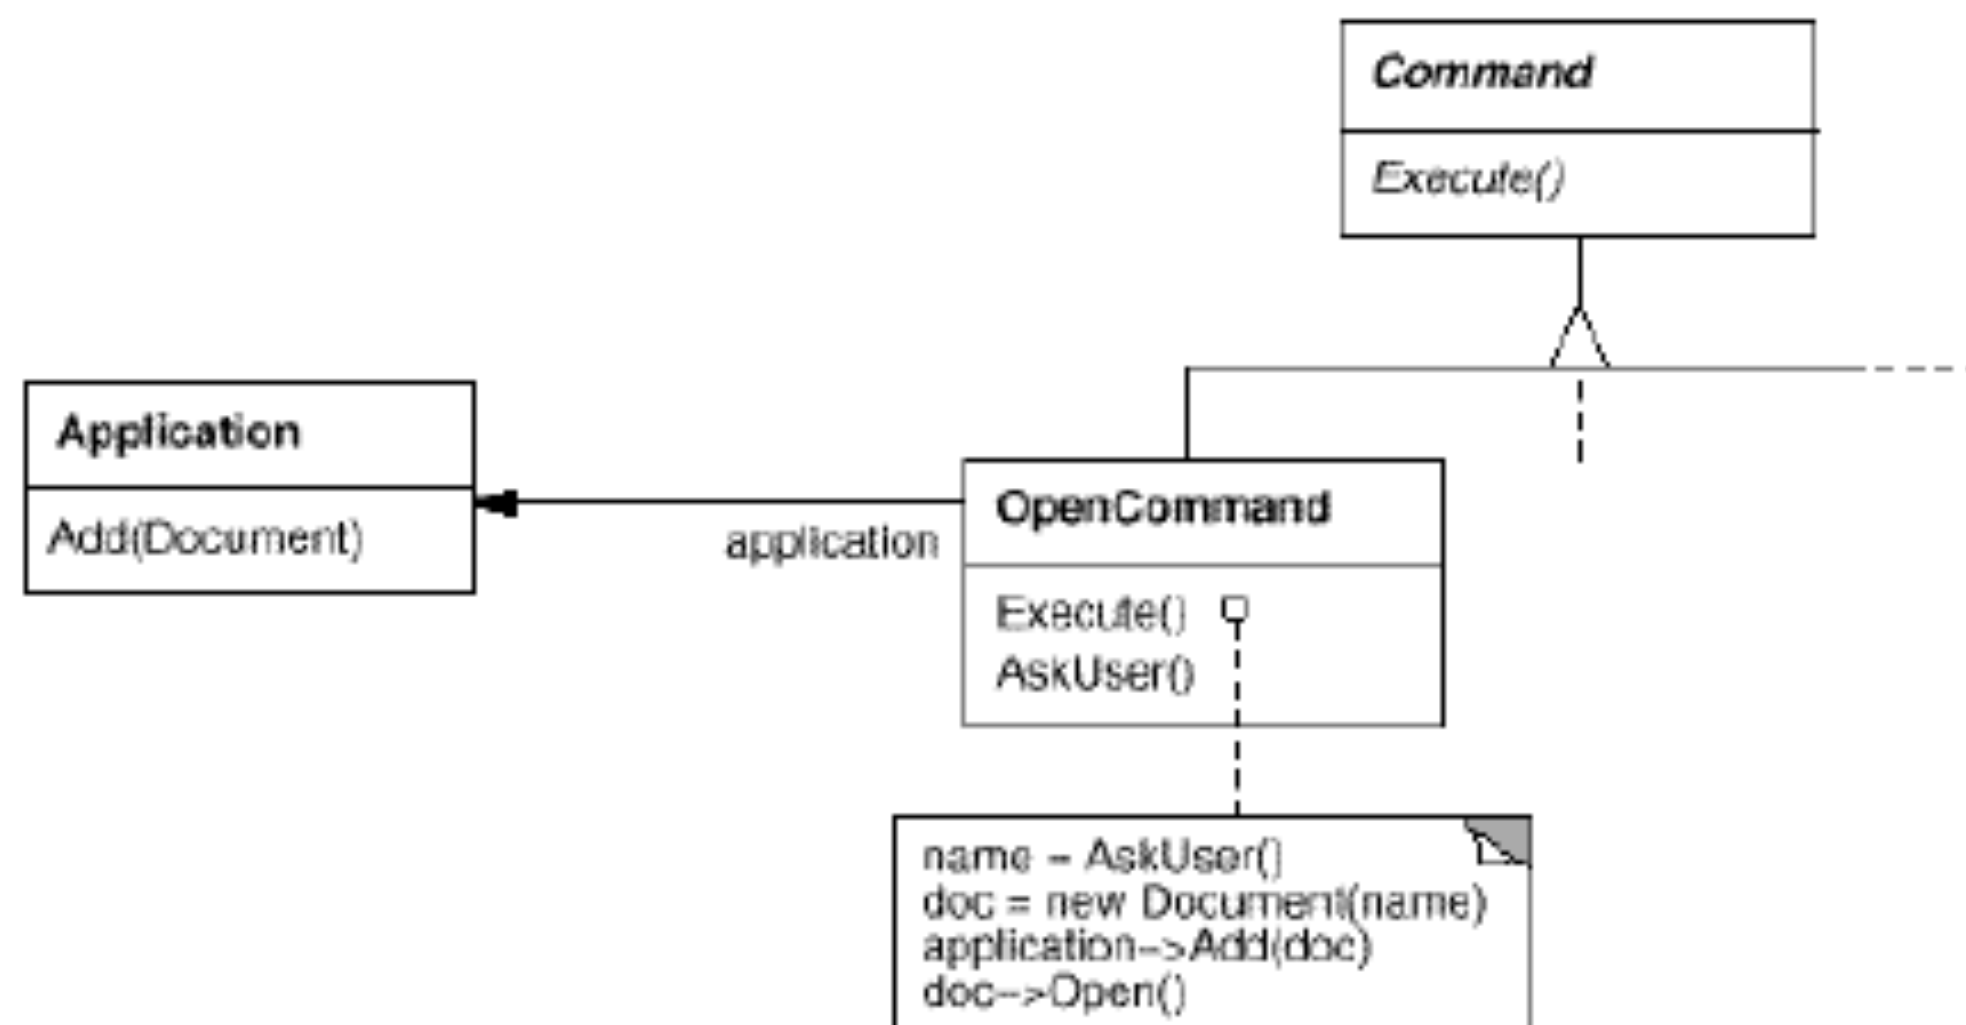 Command
Execute()
Application
Add(Document)
application
OpenCommand
Execute()
AskUser()
name = AskUser()
doc = new Document(name)
application->Add(doc)
doc->Open()